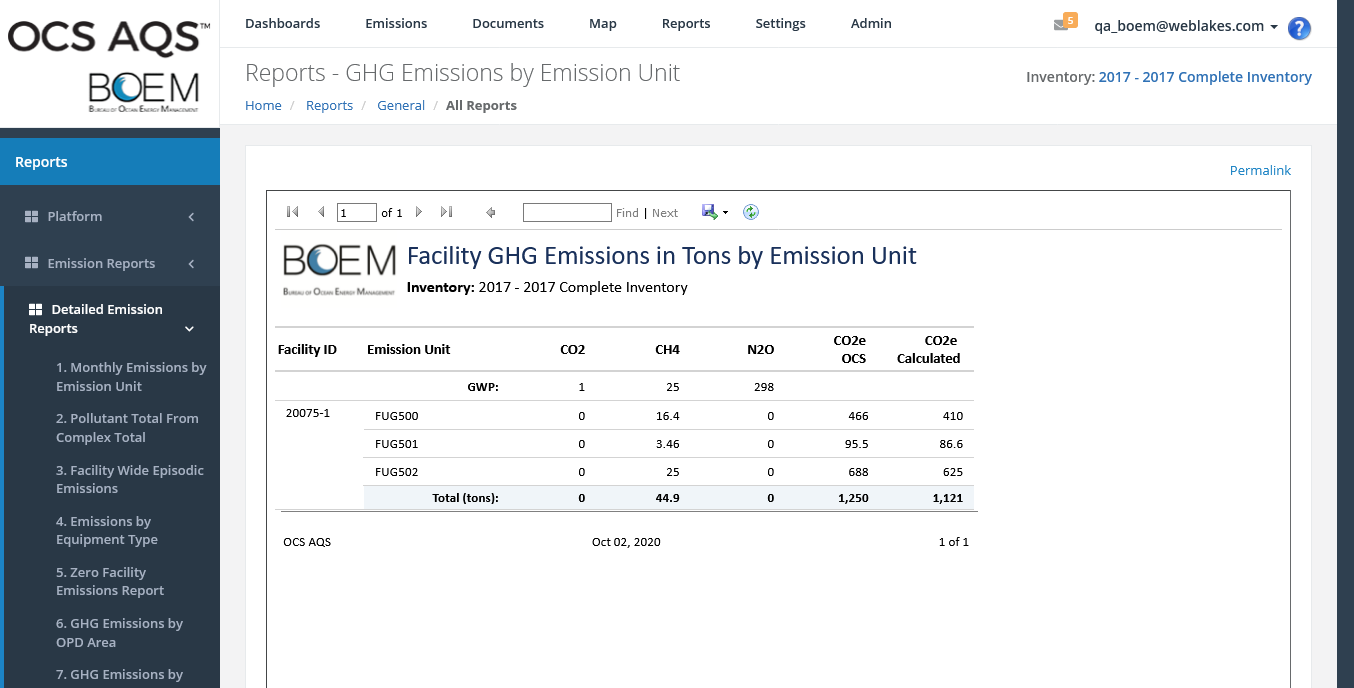 OCS AQS™
BOEM
BUREAU OF OCEAN ENERGY MANAGEMENT
Dashboards Emissions Documents Map Reports Settings Admin
5
qa_boem@weblakes.com
?
Reports - GHG Emissions by Emission Unit
Inventory: 2017 - 2017 Complete Inventory
Home / Reports / General / All Reports
Reports
Platform
Emission Reports
Detailed Emission
Reports
1. Monthly Emissions by
Emission Unit
2. Pollutant Total From
Complex Total
3. Facility Wide Episodic
Emissions
4. Emissions by
Equipment Type
5. Zero Facility
Emissions Report
6. GHG Emissions by
OPD Area
7. GHG Emissions by
Permalink
1 of 1 Find | Next
BOEM
BUREAU OF OCEAN ENERGY MANAGEMENT
Facility GHG Emissions in Tons by Emission Unit
Inventory: 2017 - 2017 Complete Inventory
Facility ID Emission Unit CO2 CH4 N2O CO2e OCS CO2e Calculated
GWP: 1 25 298
20075-1 FUG500 0 16.4 0 466 410
FUG501 0 3.46 0 95.5 86.6
FUG502 0 25 0 688 625
Total (tons): 0 44.9 0 1,250 1,121
OCS AQS Oct 02, 2020 1 of 1